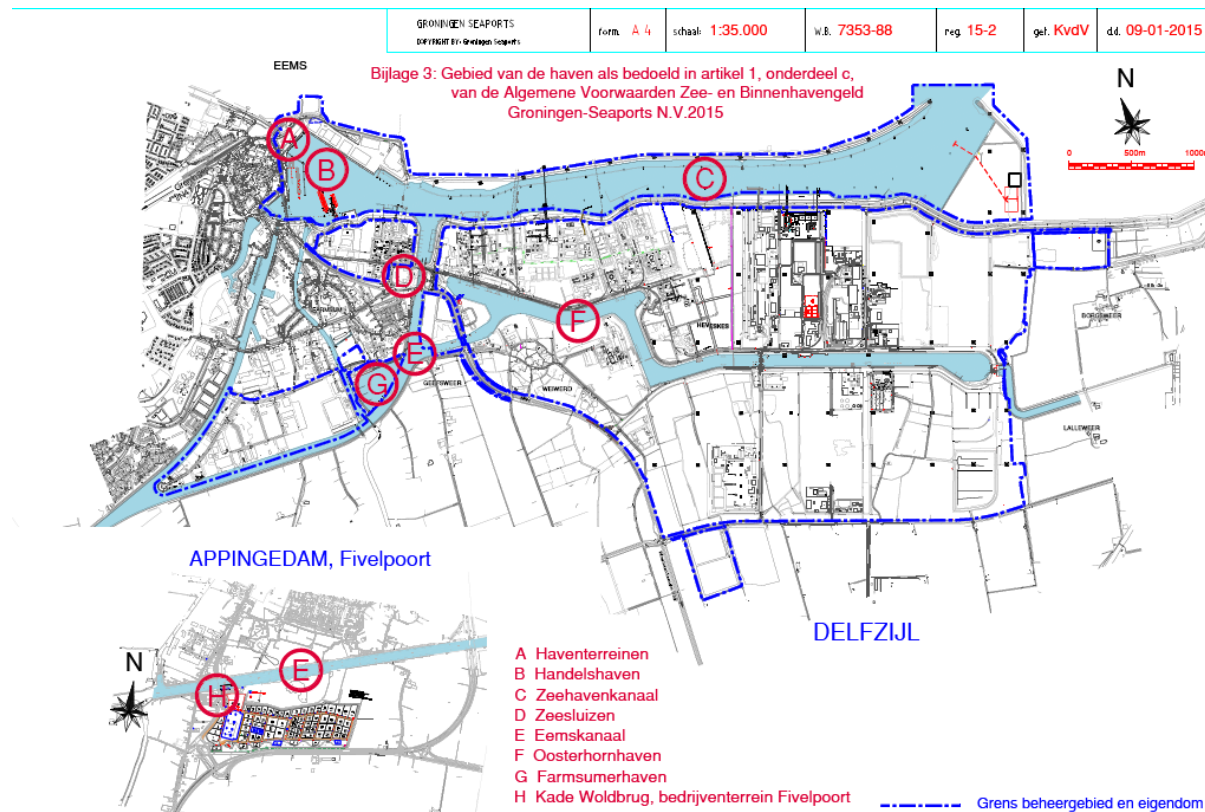 GRONINGEN SEAPORTS
COPYRIGHT BY: Groningen Seaports
form. A 4
schaal: 1:35.000
W.B. 7353-88
reg. 15-2
get. KvdV
d.d. 09-01-2015
EEMS
Bijlage 3: Gebied van de haven als bedoeld in artikel 1, onderdeel c,
van de Algemene Voorwaarden Zee- en Binnenhavengeld
Groningen-Seaports N.V.2015
N
0 500m 1000m
A
B
C
D
E
F
G
FARMSUM
GEEFSWEER
WEIWERD
HEVESKES
BORGSWEER
LALLEWEER
APPINGEDAM, Fivelpoort
DELFZIJL
N
E
H
A Haventerreinen
B Handelshaven
C Zeehavenkanaal
D Zeesluizen
E Eemskanaal
F Oosterhornhaven
G Farmsumerhaven
H Kade Woldbrug, bedrijventerrein Fivelpoort
Grens beheergebied en eigendom